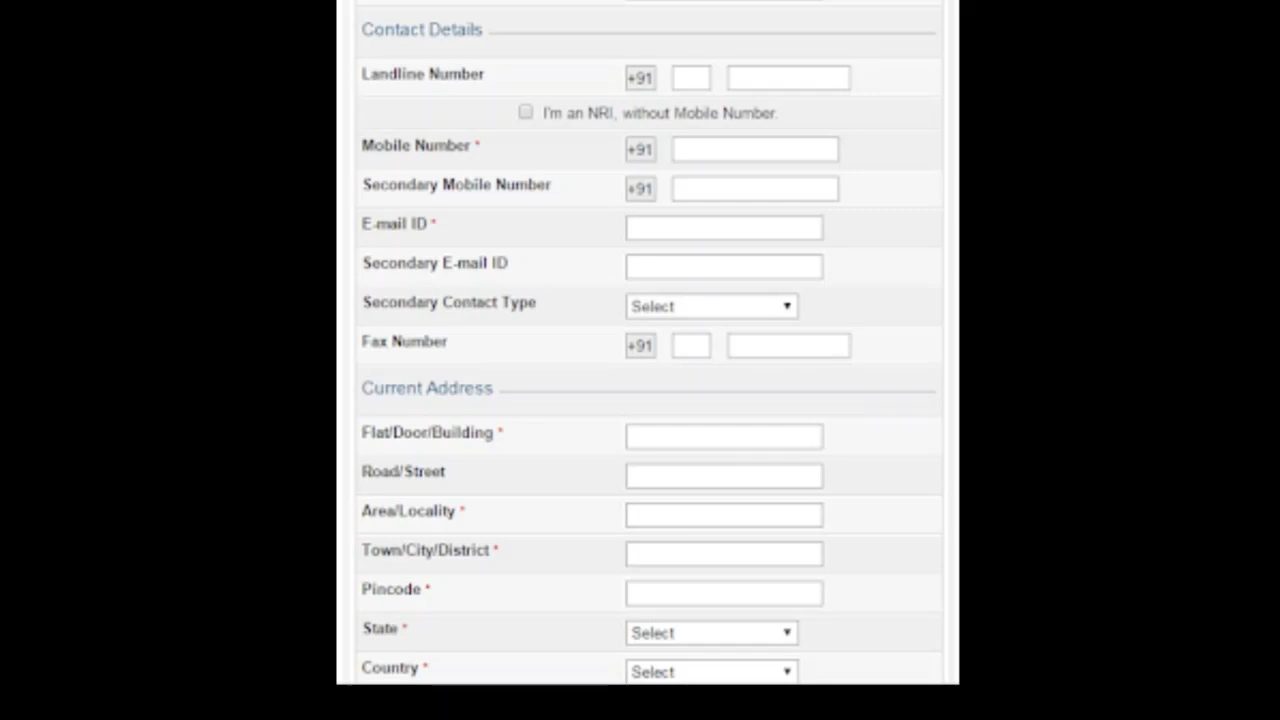 Contact Details
Landline Number +91
I'm an NRI, without Mobile Number.
Mobile Number * +91
Secondary Mobile Number +91
E-mail ID *
Secondary E-mail ID
Secondary Contact Type Select
Fax Number +91
Current Address
Flat/Door/Building *
Road/Street
Area/Locality *
Town/City/District *
Pincode *
State * Select
Country * Select